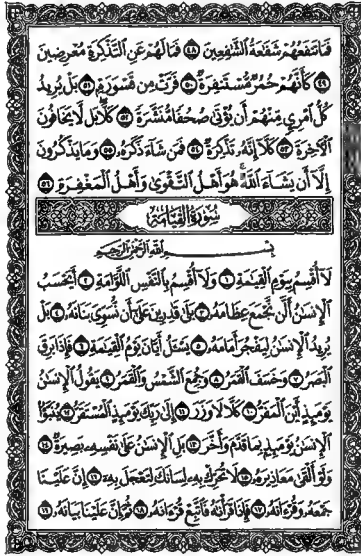 فَمَا تَنفَعُهُمْ شَفَٰعَةُ ٱلشَّٰفِعِينَ ٤٨ فَمَا لَهُمْ عَنِ ٱلتَّذْكِرَةِ مُعْرِضِينَ
٤٩ كَأَنَّهُمْ حُمُرٌ مُّسْتَنفِرَةٌ ٥٠ فَرَّتْ مِن قَسْوَرَةٍۭ ٥١ بَلْ يُرِيدُ
كُلُّ ٱمْرِئٍ مِّنْهُمْ أَن يُؤْتَىٰ صُحُفًا مُّنَشَّرَةً ٥٢ كَلَّا بَل لَّا يَخَافُونَ
ٱلْءَاخِرَةَ ٥٣ كَلَّآ إِنَّهُۥ تَذْكِرَةٌ ٥٤ فَمَن شَآءَ ذَكَرَهُۥ ٥٥ وَمَا يَذْكُرُونَ
إِلَّآ أَن يَشَآءَ ٱللَّهُ هُوَ أَهْلُ ٱلتَّقْوَىٰ وَأَهْلُ ٱلْمَغْفِرَةِ ٥٦
سُورَةُ ٱلْقِيَامَةِ
بِسْمِ ٱللَّهِ ٱلرَّحْمَٰنِ ٱلرَّحِيمِ
لَآ أُقْسِمُ بِيَوْمِ ٱلْقِيَٰمَةِ ١ وَلَآ أُقْسِمُ بِٱلنَّفْسِ ٱللَّوَّامَةِ ٢ أَيَحْسَبُ
ٱلْإِنسَٰنُ أَلَّن نَّجْمَعَ عِظَامَهُۥ ٣ بَلَىٰ قَٰدِرِينَ عَلَىٰٓ أَن نُّسَوِّىَ بَنَانَهُۥ ٤ بَلْ
يُرِيدُ ٱلْإِنسَٰنُ لِيَفْجُرَ أَمَامَهُۥ ٥ يَسْـَٔلُ أَيَّانَ يَوْمُ ٱلْقِيَٰمَةِ ٦ فَإِذَا بَرِقَ
ٱلْبَصَرُ ٧ وَخَسَفَ ٱلْقَمَرُ ٨ وَجُمِعَ ٱلشَّمْسُ وَٱلْقَمَرُ ٩ يَقُولُ ٱلْإِنسَٰنُ
يَوْمَئِذٍ أَيْنَ ٱلْمَفَرُّ ١٠ كَلَّا لَا وَزَرَ ١١ إِلَىٰ رَبِّكَ يَوْمَئِذٍ ٱلْمُسْتَقَرُّ ١٢ يُنَبَّؤُا۟
ٱلْإِنسَٰنُ يَوْمَئِذٍۭ بِمَا قَدَّمَ وَأَخَّرَ ١٣ بَلِ ٱلْإِنسَٰنُ عَلَىٰ نَفْسِهِۦ بَصِيرَةٌ ١٤
وَلَوْ أَلْقَىٰ مَعَاذِيرَهُۥ ١٥ لَا تُحَرِّكْ بِهِۦ لِسَانَكَ لِتَعْجَلَ بِهِۦٓ ١٦ إِنَّ عَلَيْنَا
جَمْعَهُۥ وَقُرْءَانَهُۥ ١٧ فَإِذَا قَرَأْنَٰهُ فَٱتَّبِعْ قُرْءَانَهُۥ ١٨ ثُمَّ إِنَّ عَلَيْنَا بَيَانَهُۥ ١٩